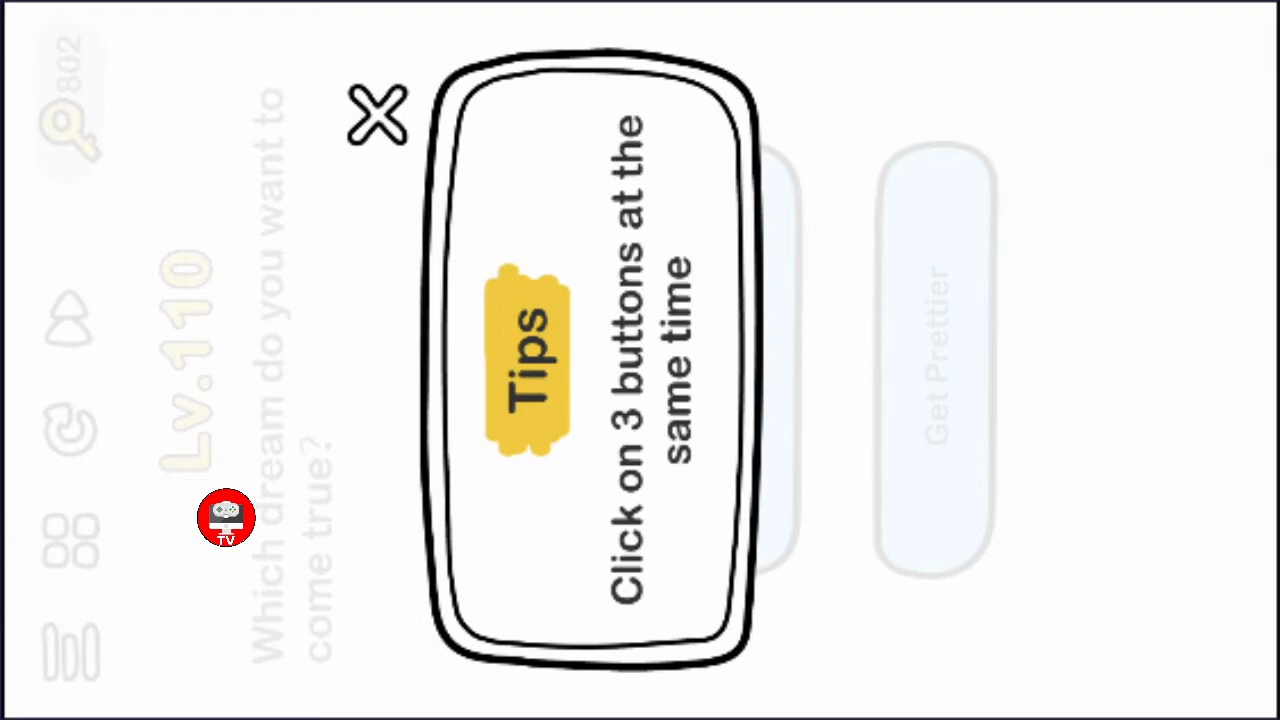 802
Lv.110
Which dream do you want to
come true?
Tips
Click on 3 buttons at the
same time
Get Prettier
TV